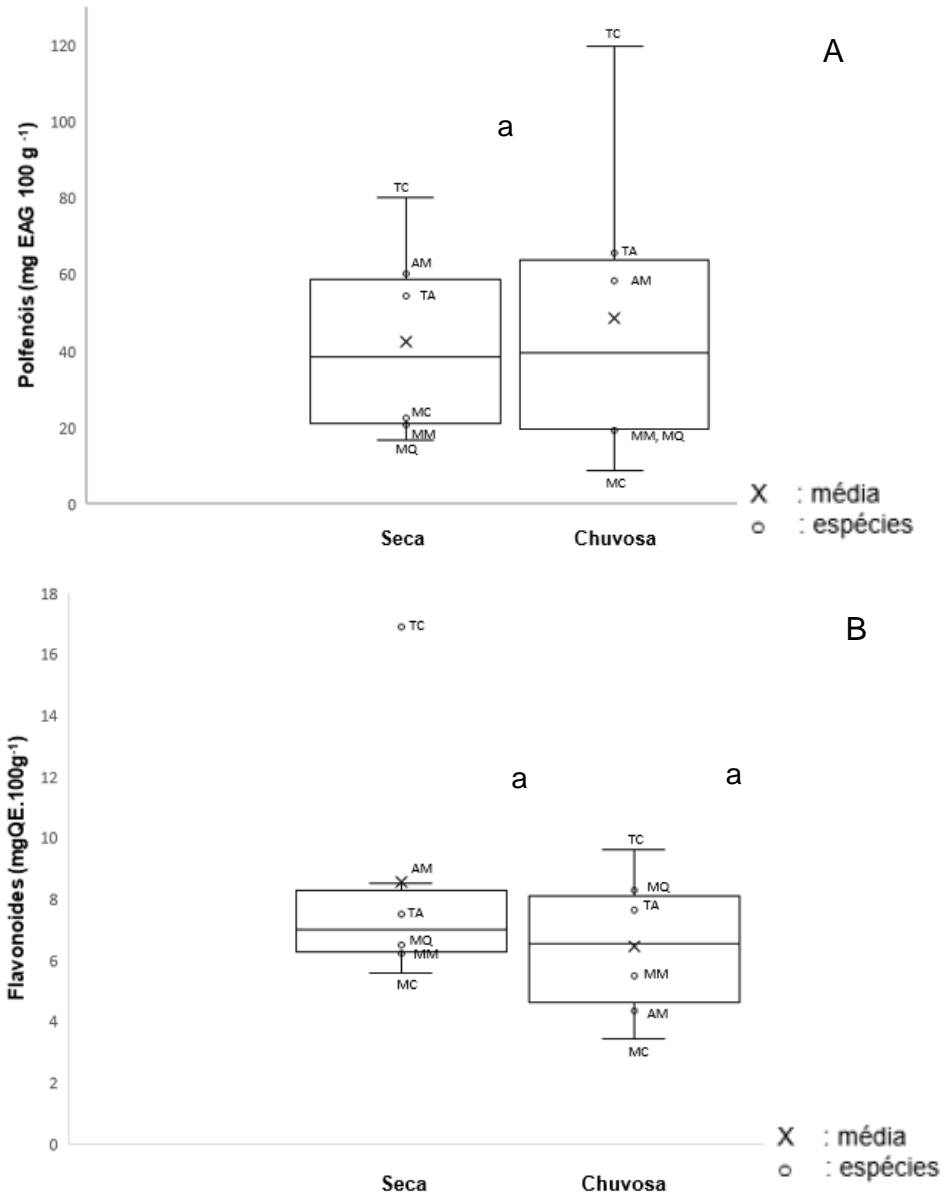 A
120
TC
a
100
80
TC
TA
AM
AM
60
TA
40
MC
20
MM
MM, MQ
MQ
MC
0
Polfenóis (mg EAG 100 g -1)
Seca
Chuvosa
X : média
o : espécies
B
18
TC
16
14
12
a
a
10
TC
AM
MQ
8
TA
TA
MQ
6
MM
MM
MC
AM
4
MC
2
0
Flavonoides (mgQE.100g-1)
Seca
Chuvosa
X : média
o : espécies